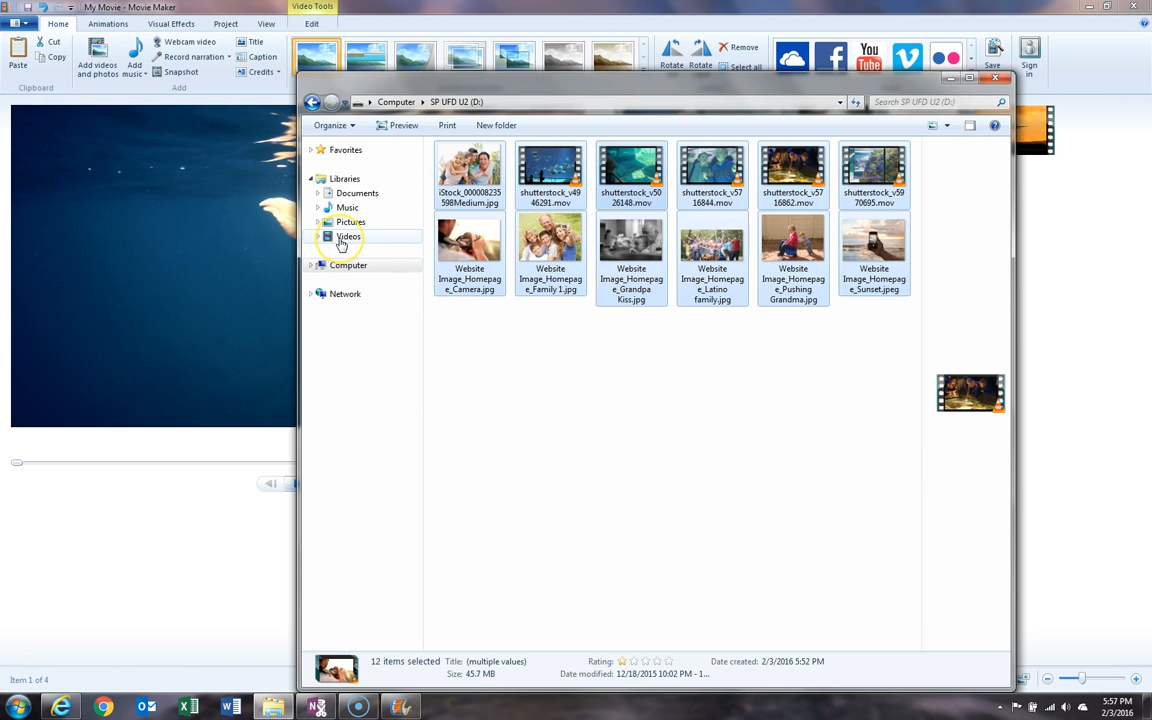 My Movie - Movie Maker
Video Tools
Home
Animations
Visual Effects
Project
View
Edit
Paste
Cut
Copy
Clipboard
Add videos
and photos
Add
music
Webcam video
Record narration
Snapshot
Title
Caption
Credits
Add
Rotate
Rotate
Remove
Select all
You
Tube
Save
Sign
in
Computer
SP UFD U2 (D:)
Search SP UFD U2 (D:)
Organize
Preview
Print
New folder
Favorites
Libraries
Documents
Music
Pictures
Videos
Computer
Network
iStock_000008235
598Medium.jpg
shutterstock_v49
46291.mov
shutterstock_v50
26148.mov
shutterstock_v57
16844.mov
shutterstock_v57
16862.mov
shutterstock_v59
70695.mov
Website
Image_Homepag
e_Camera.jpg
Website
Image_Homepag
e_Family 1.jpg
Website
Image_Homepag
e_Grandpa
Kiss.jpg
Website
Image_Homepag
e_Latino
family.jpg
Website
Image_Homepag
e_Pushing
Grandma.jpg
Website
Image_Homepag
e_Sunset.jpeg
12 items selected
Title: (multiple values)
Size: 45.7 MB
Rating:
Date modified: 12/18/2015 10:02 PM - 1...
Date created: 2/3/2016 5:52 PM
Item 1 of 4
5:57 PM
2/3/2016